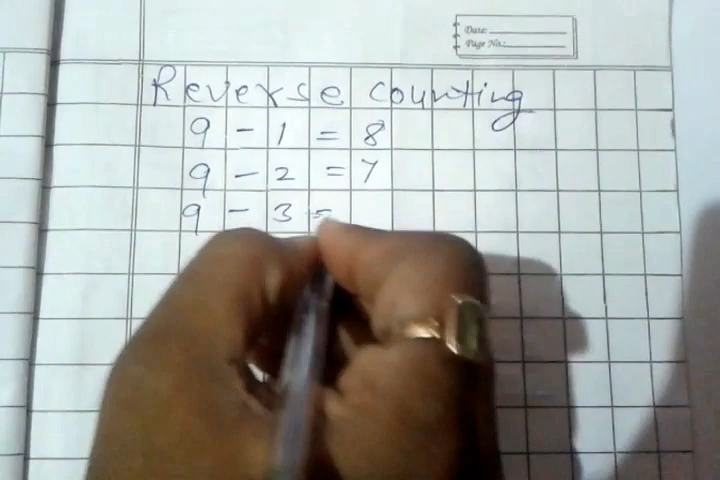 Date:
Page No.:
Reverse counting
9 - 1 = 8
9 - 2 = 7
9 - 3 =